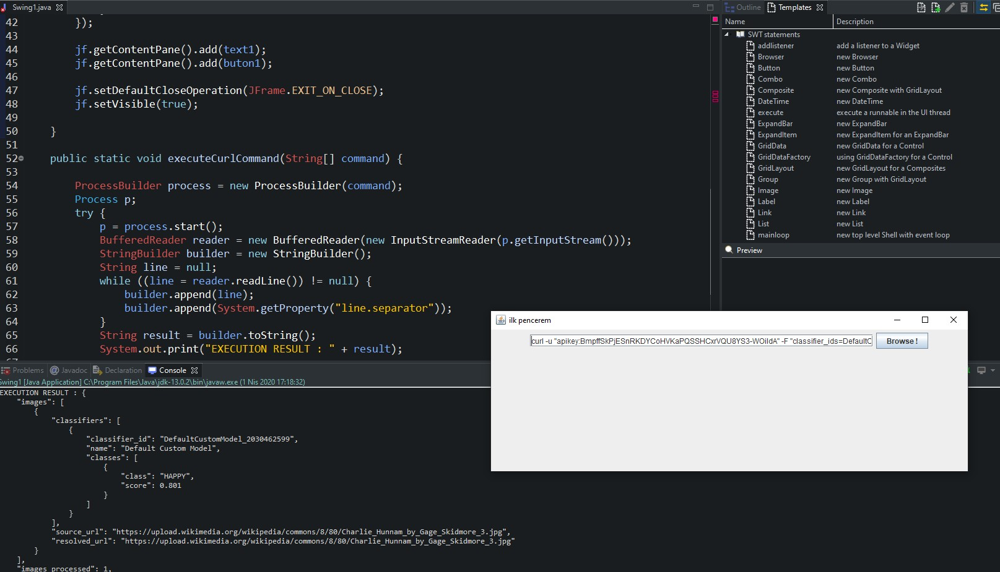 Swing1.java
42 });
43
44 jf.getContentPane().add(text1);
45 jf.getContentPane().add(buton1);
46
47 jf.setDefaultCloseOperation(JFrame.EXIT_ON_CLOSE);
48 jf.setVisible(true);
49
50 }
51
52 public static void executeCurlCommand(String[] command) {
53
54 ProcessBuilder process = new ProcessBuilder(command);
55 Process p;
56 try {
57 p = process.start();
58 BufferedReader reader = new BufferedReader(new InputStreamReader(p.getInputStream()));
59 StringBuilder builder = new StringBuilder();
60 String line = null;
61 while ((line = reader.readLine()) != null) {
62 builder.append(line);
63 builder.append(System.getProperty("line.separator"));
64 }
65 String result = builder.toString();
66 System.out.print("EXECUTION RESULT : " + result);
Outline Templates
Name Description
SWT statements
addlistener add a listener to a Widget
Browser new Browser
Button new Button
Combo new Combo
Composite new Composite with GridLayout
DateTime new DateTime
execute execute a runnable in the UI thread
ExpandBar new ExpandBar
ExpandItem new ExpandItem for an ExpandBar
GridData new GridData for a Control
GridDataFactory using GridDataFactory for a Control
GridLayout new GridLayout for a Composites
Group new Group with GridLayout
Image new Image
Label new Label
Link new Link
List new List
mainloop new top level Shell with event loop
Preview
ilk pencerem
curl -u "apikey:BmpffSkPjESnRKDYCoHVKaPQSSHCxrVQU8YS3-WOildA" -F "classifier_ids=DefaultC
Browse !
Problems Javadoc Declaration Console
Swing1 [Java Application] C:\Program Files\Java\jdk-13.0.2\bin\javaw.exe (1 Nis 2020 17:18:32)
EXECUTION RESULT : {
"images": [
{
"classifiers": [
{
"classifier_id": "DefaultCustomModel_2030462599",
"name": "Default Custom Model",
"classes": [
{
"class": "HAPPY",
"score": 0.801
}
]
}
],
"source_url": "https://upload.wikimedia.org/wikipedia/commons/8/80/Charlie_Hunnam_by_Gage_Skidmore_3.jpg",
"resolved_url": "https://upload.wikimedia.org/wikipedia/commons/8/80/Charlie_Hunnam_by_Gage_Skidmore_3.jpg"
}
],
"images_processed": 1,